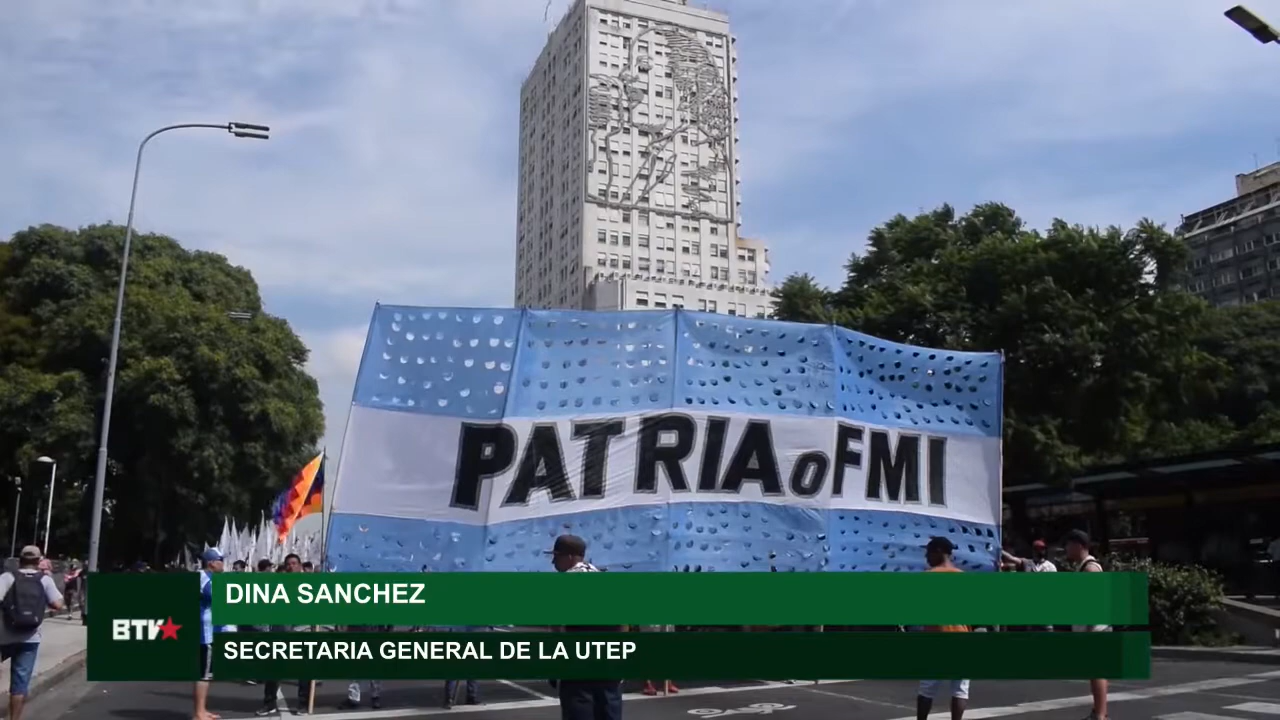 PATRIA o FMI
DINA SANCHEZ
BTV
SECRETARIA GENERAL DE LA UTEP